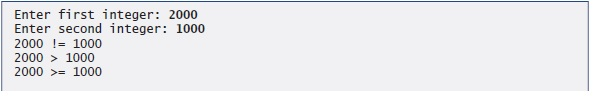 Enter first integer: 2000
Enter second integer: 1000
2000 != 1000
2000 > 1000
2000 >= 1000